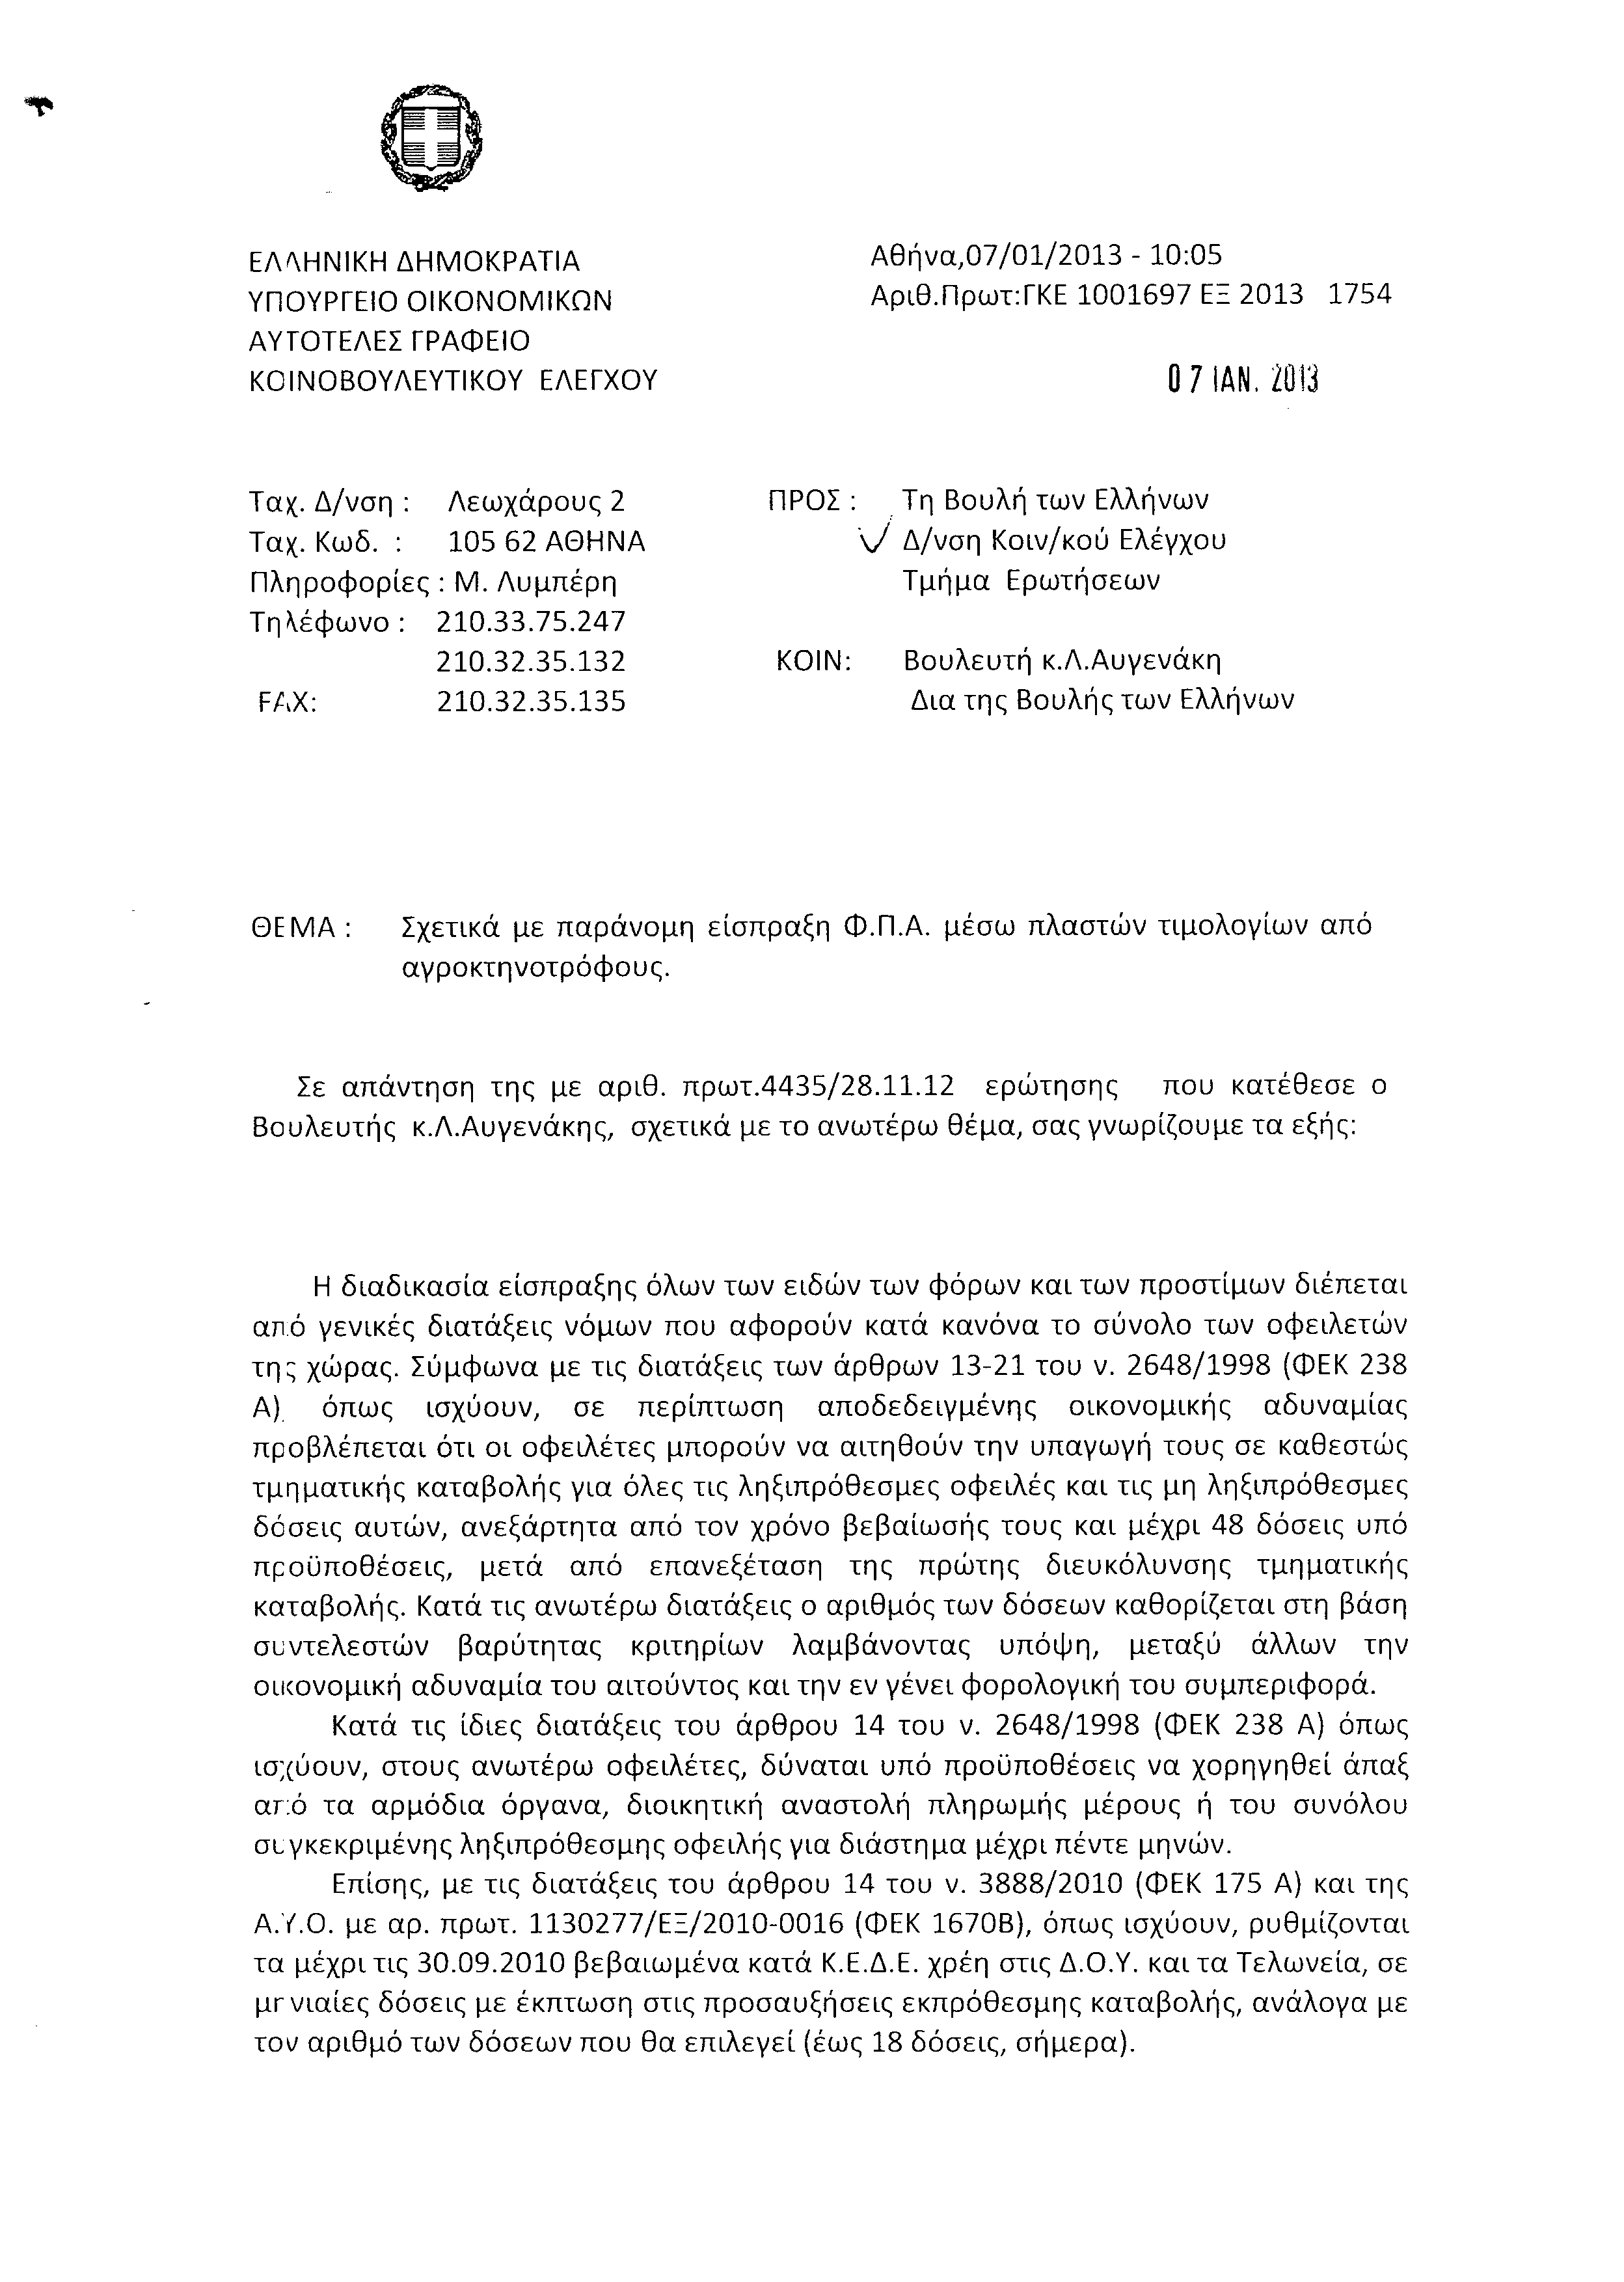 ΕΛΛΗΝΙΚΗ ΔΗΜΟΚΡΑΤΙΑ
ΥΠΟΥΡΓΕΙΟ ΟΙΚΟΝΟΜΙΚΩΝ
ΑΥΤΟΤΕΛΕΣ ΓΡΑΦΕΙΟ
ΚΟΙΝΟΒΟΥΛΕΥΤΙΚΟΥ ΕΛΕΓΧΟΥ
Αθήνα,07/01/2013 - 10:05
Αριθ.Πρωτ:ΓΚΕ 1001697 ΕΞ 2013 1754
07 ΙΑΝ. 2013
Ταχ. Δ/νση : Λεωχάρους 2
Ταχ. Κωδ. : 105 62 ΑΘΗΝΑ
Πληροφορίες : Μ. Λυμπέρη
Τηλέφωνο : 210.33.75.247
210.32.35.132
FAX: 210.32.35.135
ΠΡΟΣ : Τη Βουλή των Ελλήνων
Δ/νση Κοιν/κού Ελέγχου
Τμήμα Ερωτήσεων
ΚΟΙΝ: Βουλευτή κ.Λ.Αυγενάκη
Δια της Βουλής των Ελλήνων
ΘΕΜΑ : Σχετικά με παράνομη είσπραξη Φ.Π.Α. μέσω πλαστών τιμολογίων από
αγροκτηνοτρόφους.
Σε απάντηση της με αριθ. πρωτ.4435/28.11.12 ερώτησης που κατέθεσε ο
Βουλευτής κ.Λ.Αυγενάκης, σχετικά με το ανωτέρω θέμα, σας γνωρίζουμε τα εξής:
Η διαδικασία είσπραξης όλων των ειδών των φόρων και των προστίμων διέπεται
από γενικές διατάξεις νόμων που αφορούν κατά κανόνα το σύνολο των οφειλετών
της χώρας. Σύμφωνα με τις διατάξεις των άρθρων 13-21 του ν. 2648/1998 (ΦΕΚ 238
Α) όπως ισχύουν, σε περίπτωση αποδεδειγμένης οικονομικής αδυναμίας
προβλέπεται ότι οι οφειλέτες μπορούν να αιτηθούν την υπαγωγή τους σε καθεστώς
τμηματικής καταβολής για όλες τις ληξιπρόθεσμες οφειλές και τις μη ληξιπρόθεσμες
δόσεις αυτών, ανεξάρτητα από τον χρόνο βεβαίωσής τους και μέχρι 48 δόσεις υπό
προϋποθέσεις, μετά από επανεξέταση της πρώτης διευκόλυνσης τμηματικής
καταβολής. Κατά τις ανωτέρω διατάξεις ο αριθμός των δόσεων καθορίζεται στη βάση
συντελεστών βαρύτητας κριτηρίων λαμβάνοντας υπόψη, μεταξύ άλλων την
οικονομική αδυναμία του αιτούντος και την εν γένει φορολογική του συμπεριφορά.
Κατά τις ίδιες διατάξεις του άρθρου 14 του ν. 2648/1998 (ΦΕΚ 238 Α) όπως
ισχύουν, στους ανωτέρω οφειλέτες, δύναται υπό προϋποθέσεις να χορηγηθεί άπαξ
από τα αρμόδια όργανα, διοικητική αναστολή πληρωμής μέρους ή του συνόλου
συγκεκριμένης ληξιπρόθεσμης οφειλής για διάστημα μέχρι πέντε μηνών.
Επίσης, με τις διατάξεις του άρθρου 14 του ν. 3888/2010 (ΦΕΚ 175 Α) και της
Α.Υ.Ο. με αρ. πρωτ. 1130277/ΕΞ/2010-0016 (ΦΕΚ 1670Β), όπως ισχύουν, ρυθμίζονται
τα μέχρι τις 30.09.2010 βεβαιωμένα κατά Κ.Ε.Δ.Ε. χρέη στις Δ.Ο.Υ. και τα Τελωνεία, σε
μηνιαίες δόσεις με έκπτωση στις προσαυξήσεις εκπρόθεσμης καταβολής, ανάλογα με
τον αριθμό των δόσεων που θα επιλεγεί (έως 18 δόσεις, σήμερα).